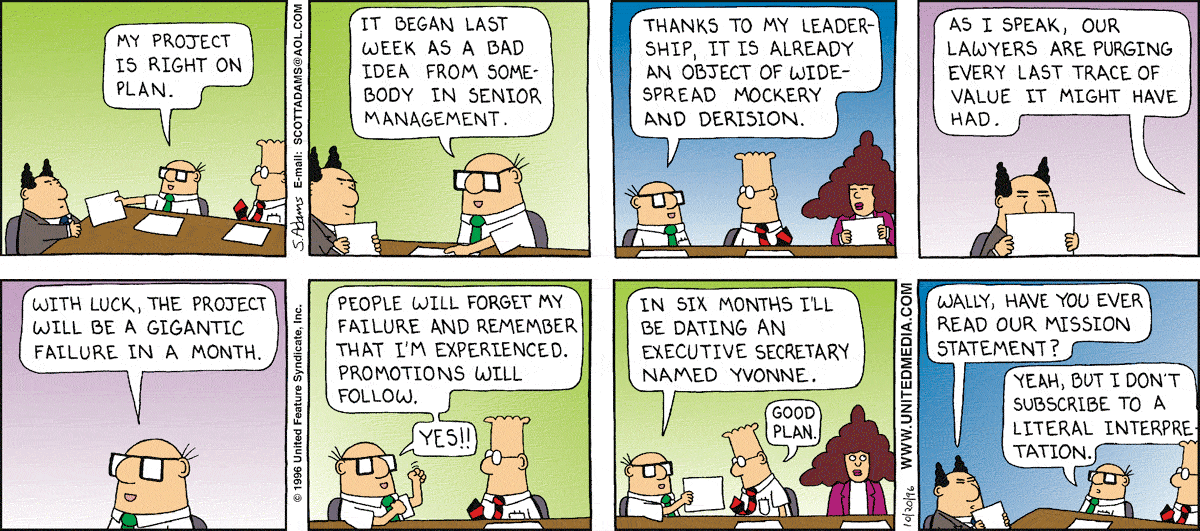 MY PROJECT
IS RIGHT ON
PLAN.
S.Adams E-mail: SCOTTADAMS@AOL.COM
IT BEGAN LAST
WEEK AS A BAD
IDEA FROM SOME-
BODY IN SENIOR
MANAGEMENT.
THANKS TO MY LEADER-
SHIP, IT IS ALREADY
AN OBJECT OF WIDE-
SPREAD MOCKERY
AND DERISION.
AS I SPEAK, OUR
LAWYERS ARE PURGING
EVERY LAST TRACE OF
VALUE IT MIGHT HAVE
HAD.
WITH LUCK, THE PROJECT
WILL BE A GIGANTIC
FAILURE IN A MONTH.
© 1996 United Feature Syndicate, Inc.
PEOPLE WILL FORGET MY
FAILURE AND REMEMBER
THAT I'M EXPERIENCED.
PROMOTIONS WILL
FOLLOW.
YES!!
IN SIX MONTHS I'LL
BE DATING AN
EXECUTIVE SECRETARY
NAMED YVONNE.
GOOD
PLAN.
10/20/96 WWW.UNITEDMEDIA.COM
WALLY, HAVE YOU EVER
READ OUR MISSION
STATEMENT?
YEAH, BUT I DON'T
SUBSCRIBE TO A
LITERAL INTERPRE-
TATION.